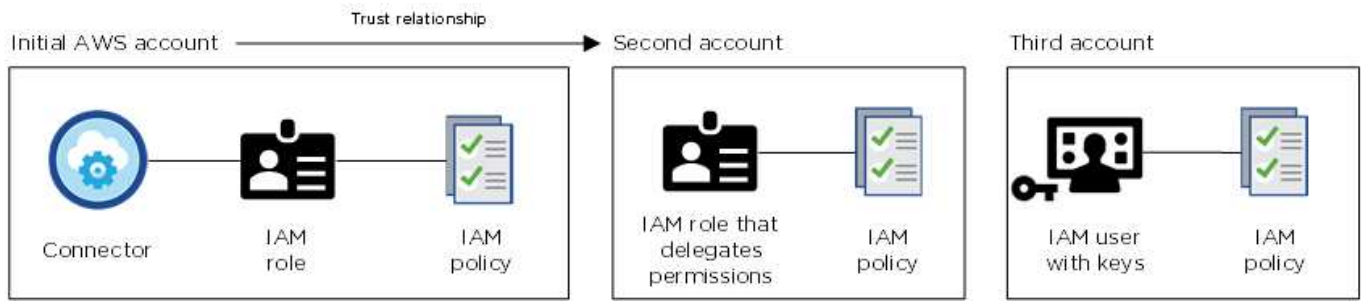 Trust relationship
Initial AWS account
Second account
Third account
Connector
IAM
role
IAM
policy
IAM role that
delegates
permissions
IAM
policy
IAM user
with keys
IAM
policy